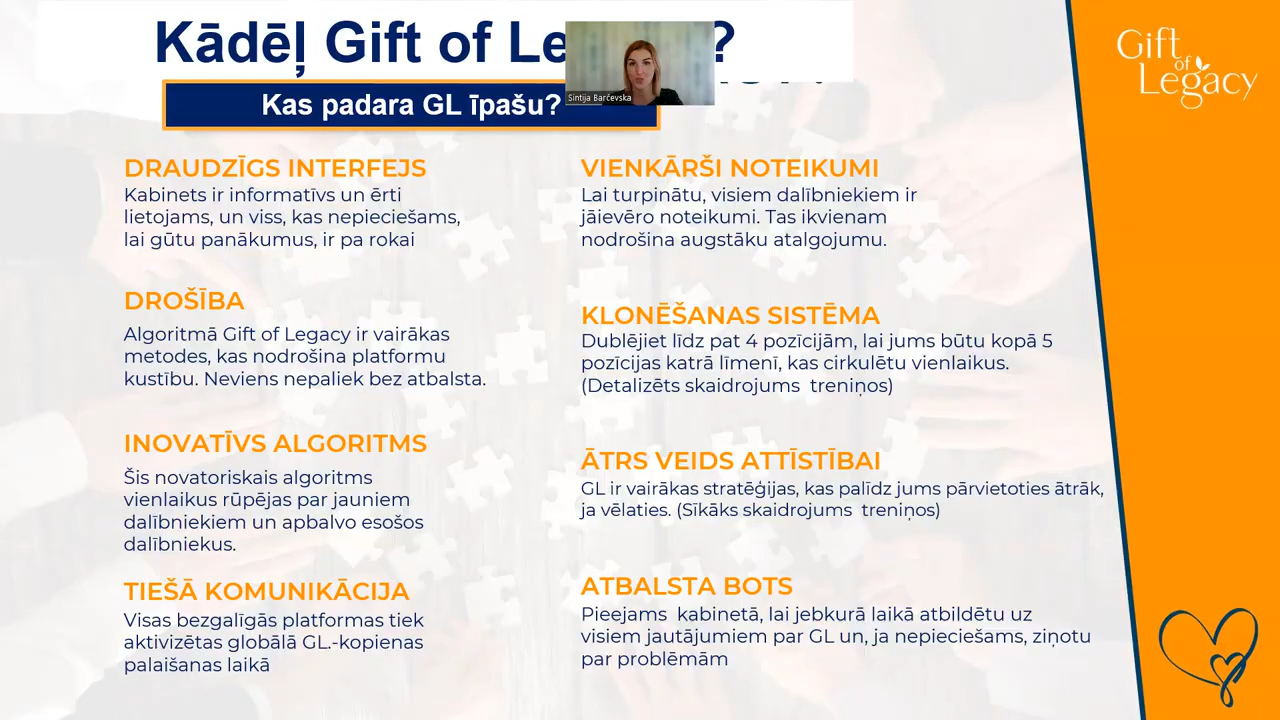 Kādēļ Gift of Le ?
Kas padara GL īpašu?
Sintija Barčevska
Gift
of
Legacy
DRAUDZĪGS INTERFEJS
Kabinets ir informatīvs un ērti
lietojams, un viss, kas nepieciešams,
lai gūtu panākumus, ir pa rokai
DROŠĪBA
Algoritmā Gift of Legacy ir vairākas
metodes, kas nodrošina platformu
kustību. Neviens nepaliek bez atbalsta.
INOVATĪVS ALGORITMS
Šis novatoriskais algoritms
vienlaikus rūpējas par jauniem
dalībniekiem un apbalvo esošos
dalībniekus.
TIEŠĀ KOMUNIKĀCIJA
Visas bezgalīgās platformas tiek
aktivizētas globālā GL.-kopienas
palaišanas laikā
VIENKĀRŠI NOTEIKUMI
Lai turpinātu, visiem dalībniekiem ir
jāievēro noteikumi. Tas ikvienam
nodrošina augstāku atalgojumu.
KLONĒŠANAS SISTĒMA
Dublējiet līdz pat 4 pozīcijām, lai jums būtu kopā 5
pozīcijas katrā līmenī, kas cirkulētu vienlaikus.
(Detalizēts skaidrojums treniņos)
ĀTRS VEIDS ATTĪSTĪBAI
GL ir vairākas stratēģijas, kas palīdz jums pārvietoties ātrāk,
ja vēlaties. (Sīkāks skaidrojums treniņos)
ATBALSTA BOTS
Pieejams kabinetā, lai jebkurā laikā atbildētu uz
visiem jautājumiem par GL un, ja nepieciešams, ziņotu
par problēmām